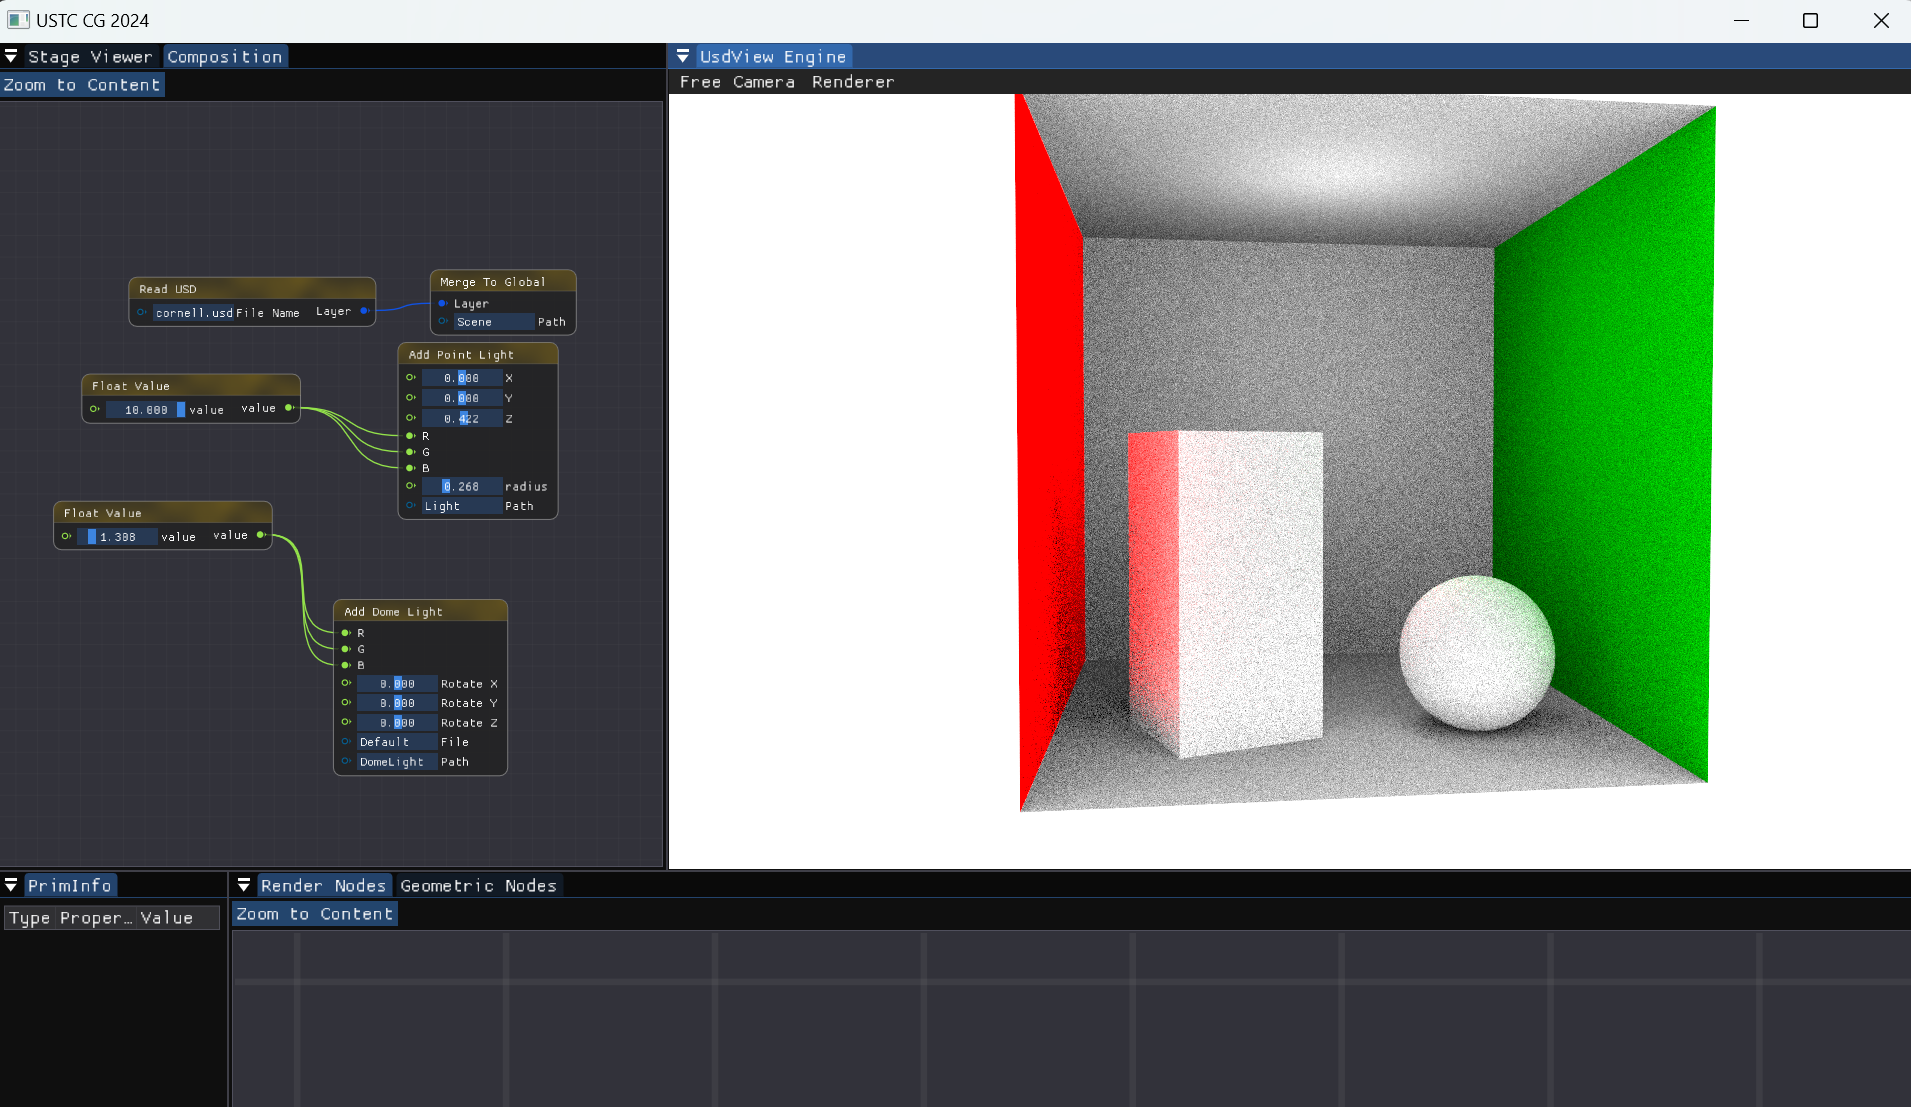 USTC CG 2024
Stage Viewer Composition
Zoom to Content
UsdView Engine
Free Camera Renderer
Read USD
cornell.usd File Name Layer
Merge To Global
Layer
Scene Path
Add Point Light
0.000 X
0.000 Y
0.422 Z
R
G
B
0.268 radius
Light Path
Float Value
10.000 value value
Float Value
1.308 value value
Add Dome Light
R
G
B
0.000 Rotate X
0.000 Rotate Y
0.000 Rotate Z
Default File
DomeLight Path
PrimInfo
Type Proper… Value
Render Nodes Geometric Nodes
Zoom to Content